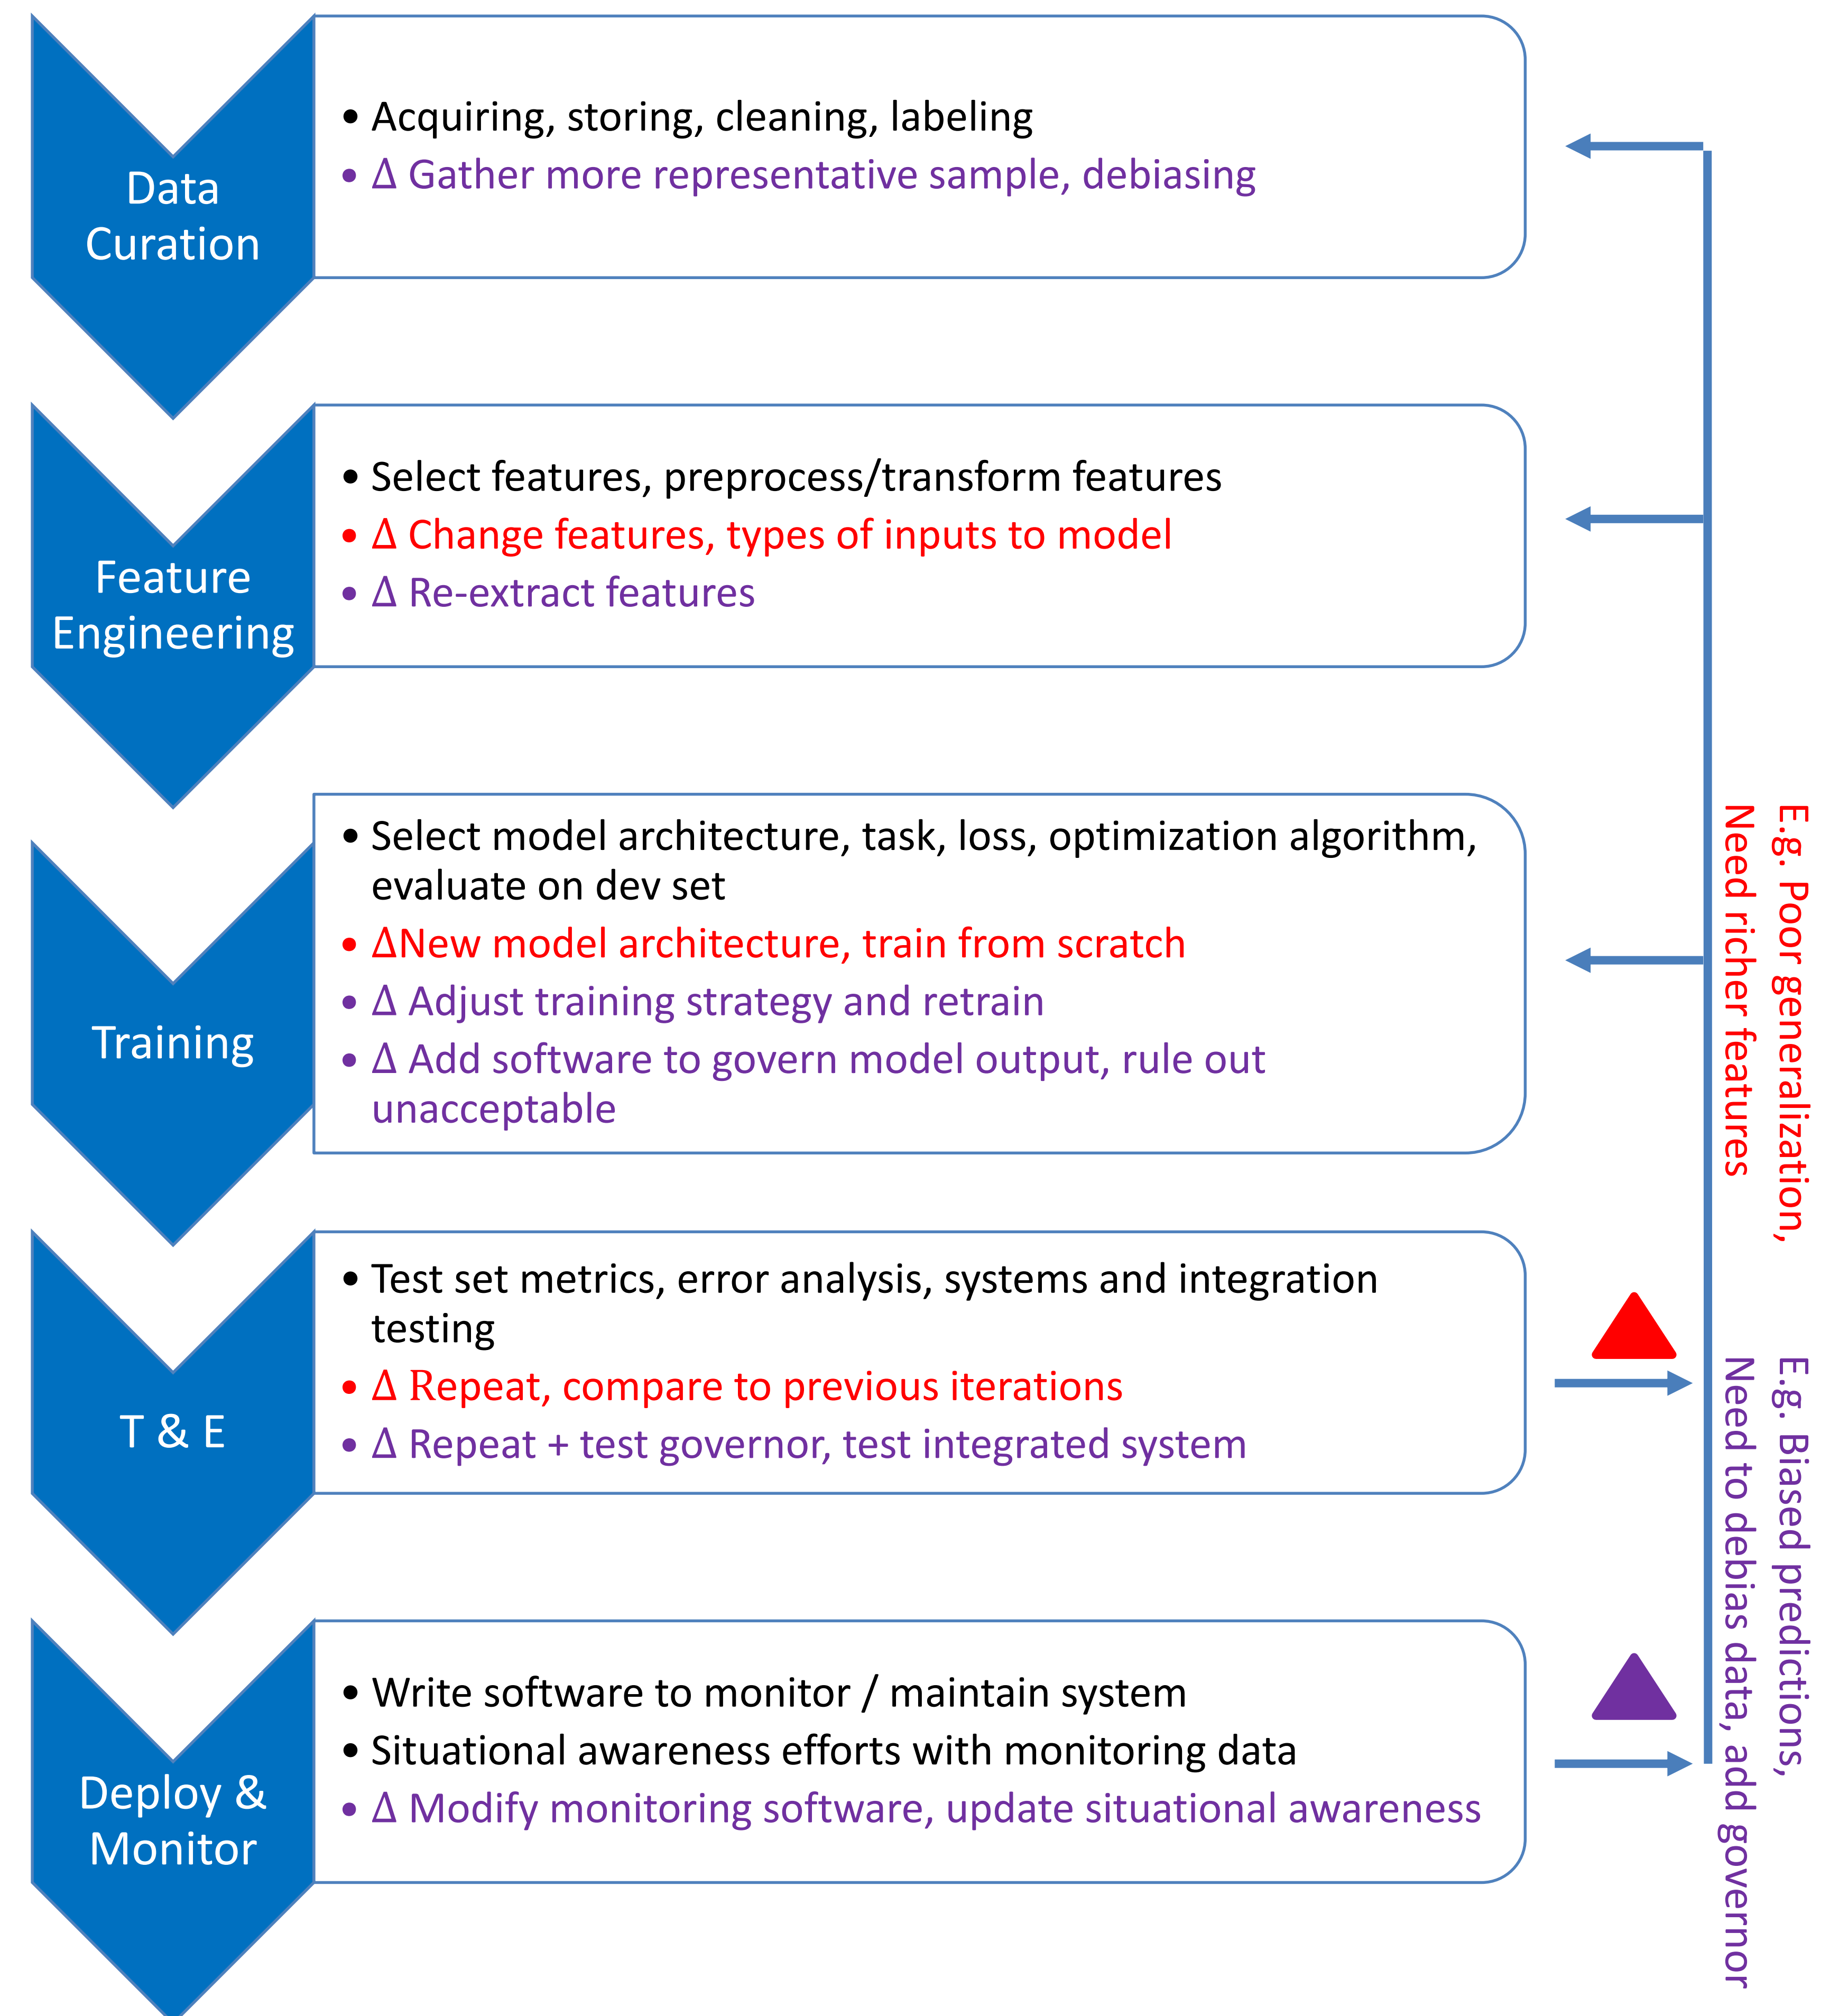 Data
Curation
• Acquiring, storing, cleaning, labeling
• Δ Gather more representative sample, debiasing
Feature
Engineering
• Select features, preprocess/transform features
• Δ Change features, types of inputs to model
• Δ Re-extract features
Training
• Select model architecture, task, loss, optimization algorithm,
evaluate on dev set
• ΔNew model architecture, train from scratch
• Δ Adjust training strategy and retrain
• Δ Add software to govern model output, rule out
unacceptable
T & E
• Test set metrics, error analysis, systems and integration
testing
• Δ Repeat, compare to previous iterations
• Δ Repeat + test governor, test integrated system
Deploy &
Monitor
• Write software to monitor / maintain system
• Situational awareness efforts with monitoring data
• Δ Modify monitoring software, update situational awareness
E.g. Poor generalization,
Need richer features
E.g. Biased predictions,
Need to debias data, add governor